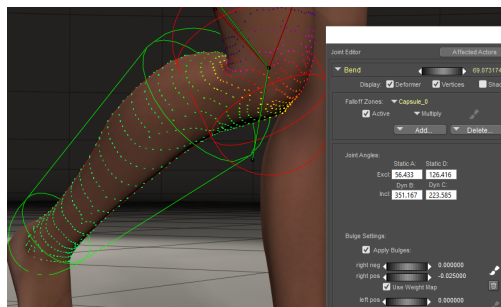 Joint Editor Affected Actors
Bend 69.873174
Display: Deformer Vertices Shad
Falloff Zones: Capsule_0
Active Multiply
Add... Delete...
Joint Angles:
Static A: Static D:
Excl: 56.433 126.416
Dyn B: Dyn C:
Incl: 351.167 223.585
Bulge Settings:
Apply Bulges:
right neg 0.000000
right pos -0.025000
Use Weight Map
left pos 0.000000